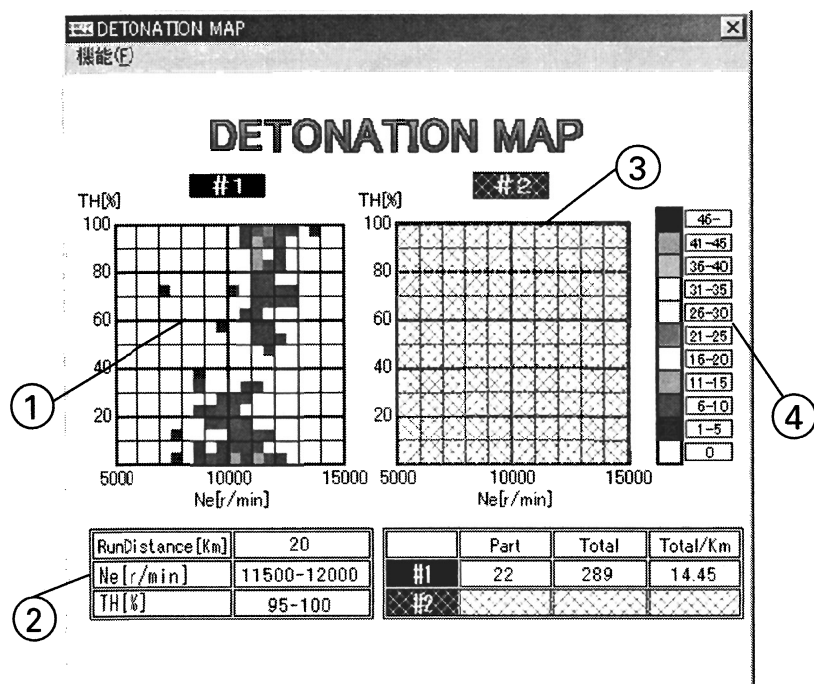 DETONATION MAP
機能(F)
DETONATION MAP
#1
#2
③
TH[%]
TH[%]
100
80
60
40
20
5000
10000
15000
Ne[r/min]
100
80
60
40
20
5000
10000
15000
Ne[r/min]
46-
41-45
36-40
31-35
26-30
21-25
16-20
11-15
6-10
1-5
0
①
④
RunDistance[Km] 20
Ne[r/min] 11500-12000
TH[%] 95-100
②
Part Total Total/Km
#1 22 289 14.45
#2